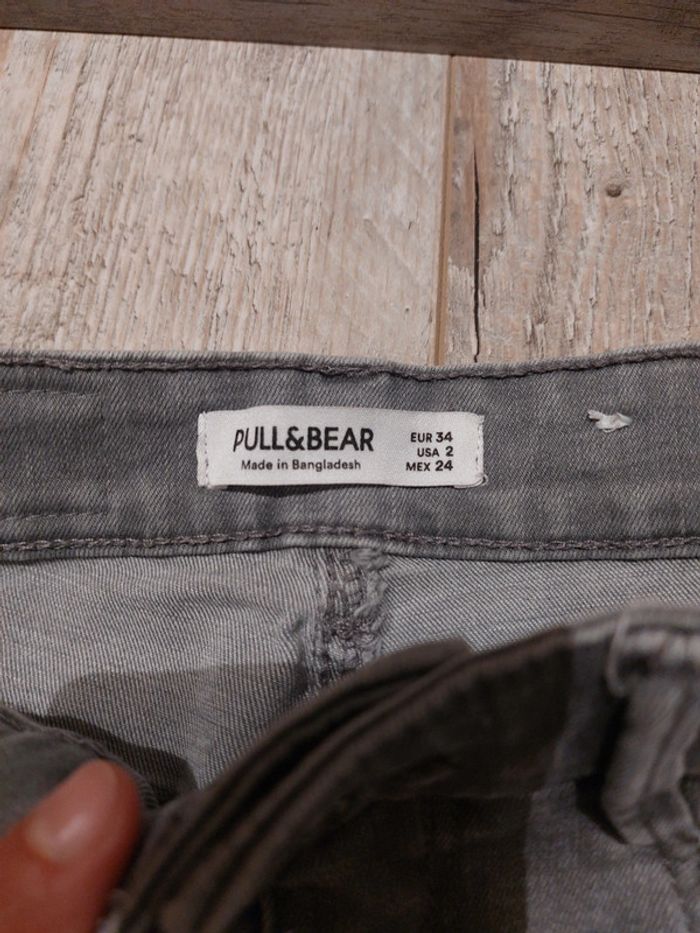 PULL&BEAR
Made in Bangladesh
EUR 34
USA 2
MEX 24